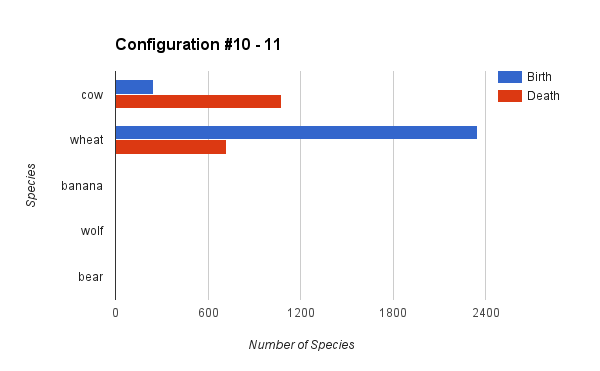 Configuration #10 - 11
Birth
Death
cow
wheat
banana
wolf
bear
Species
0 600 1200 1800 2400
Number of Species